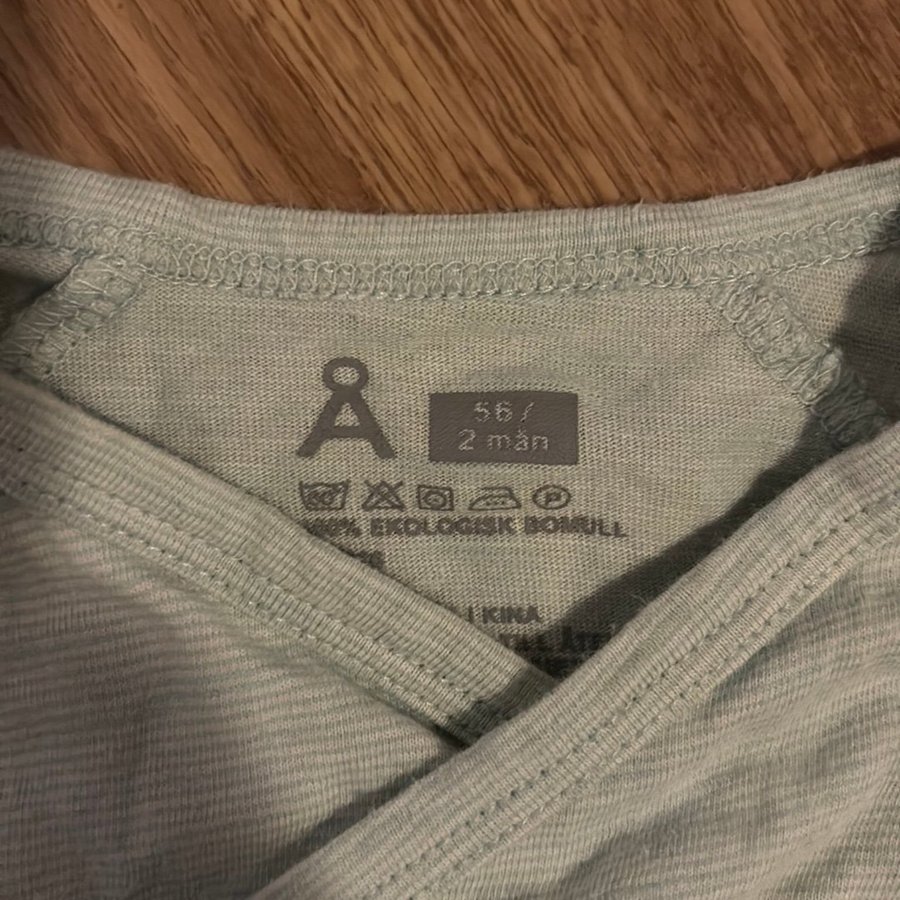 Å
56/
2 mån
100% EKOLOGISK BOMULL
I KINA